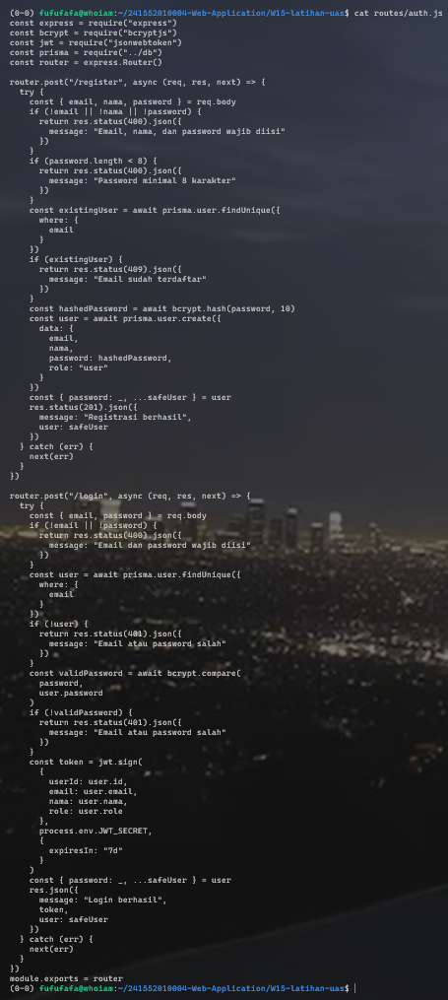 (0~0) fufufafa@whoiam:~/241552010004-Web-Application/W15-latihan-uas$ cat routes/auth.js
const express = require("express")
const bcrypt = require("bcryptjs")
const jwt = require("jsonwebtoken")
const prisma = require("../db")
const router = express.Router()

router.post("/register", async (req, res, next) => {
  try {
    const { email, nama, password } = req.body
    if (!email || !nama || !password) {
      return res.status(400).json({
        message: "Email, nama, dan password wajib diisi"
      })
    }
    if (password.length < 8) {
      return res.status(400).json({
        message: "Password minimal 8 karakter"
      })
    }
    const existingUser = await prisma.user.findUnique({
      where: {
        email
      }
    })
    if (existingUser) {
      return res.status(409).json({
        message: "Email sudah terdaftar"
      })
    }
    const hashedPassword = await bcrypt.hash(password, 10)
    const user = await prisma.user.create({
      data: {
        email,
        nama,
        password: hashedPassword,
        role: "user"
      }
    })
    const { password: _, ...safeUser } = user
    res.status(201).json({
      message: "Registrasi berhasil",
      user: safeUser
    })
  } catch (err) {
    next(err)
  }
})

router.post("/login", async (req, res, next) => {
  try {
    const { email, password } = req.body
    if (!email || !password) {
      return res.status(400).json({
        message: "Email dan password wajib diisi"
      })
    }
    const user = await prisma.user.findUnique({
      where: {
        email
      }
    })
    if (!user) {
      return res.status(401).json({
        message: "Email atau password salah"
      })
    }
    const validPassword = await bcrypt.compare(
      password,
      user.password
    )
    if (!validPassword) {
      return res.status(401).json({
        message: "Email atau password salah"
      })
    }
    const token = jwt.sign(
      {
        userId: user.id,
        email: user.email,
        nama: user.nama,
        role: user.role
      },
      process.env.JWT_SECRET,
      {
        expiresIn: "7d"
      }
    )
    const { password: _, ...safeUser } = user
    res.json({
      message: "Login berhasil",
      token,
      user: safeUser
    })
  } catch (err) {
    next(err)
  }
})
module.exports = router
(0~0) fufufafa@whoiam:~/241552010004-Web-Application/W15-latihan-uas$